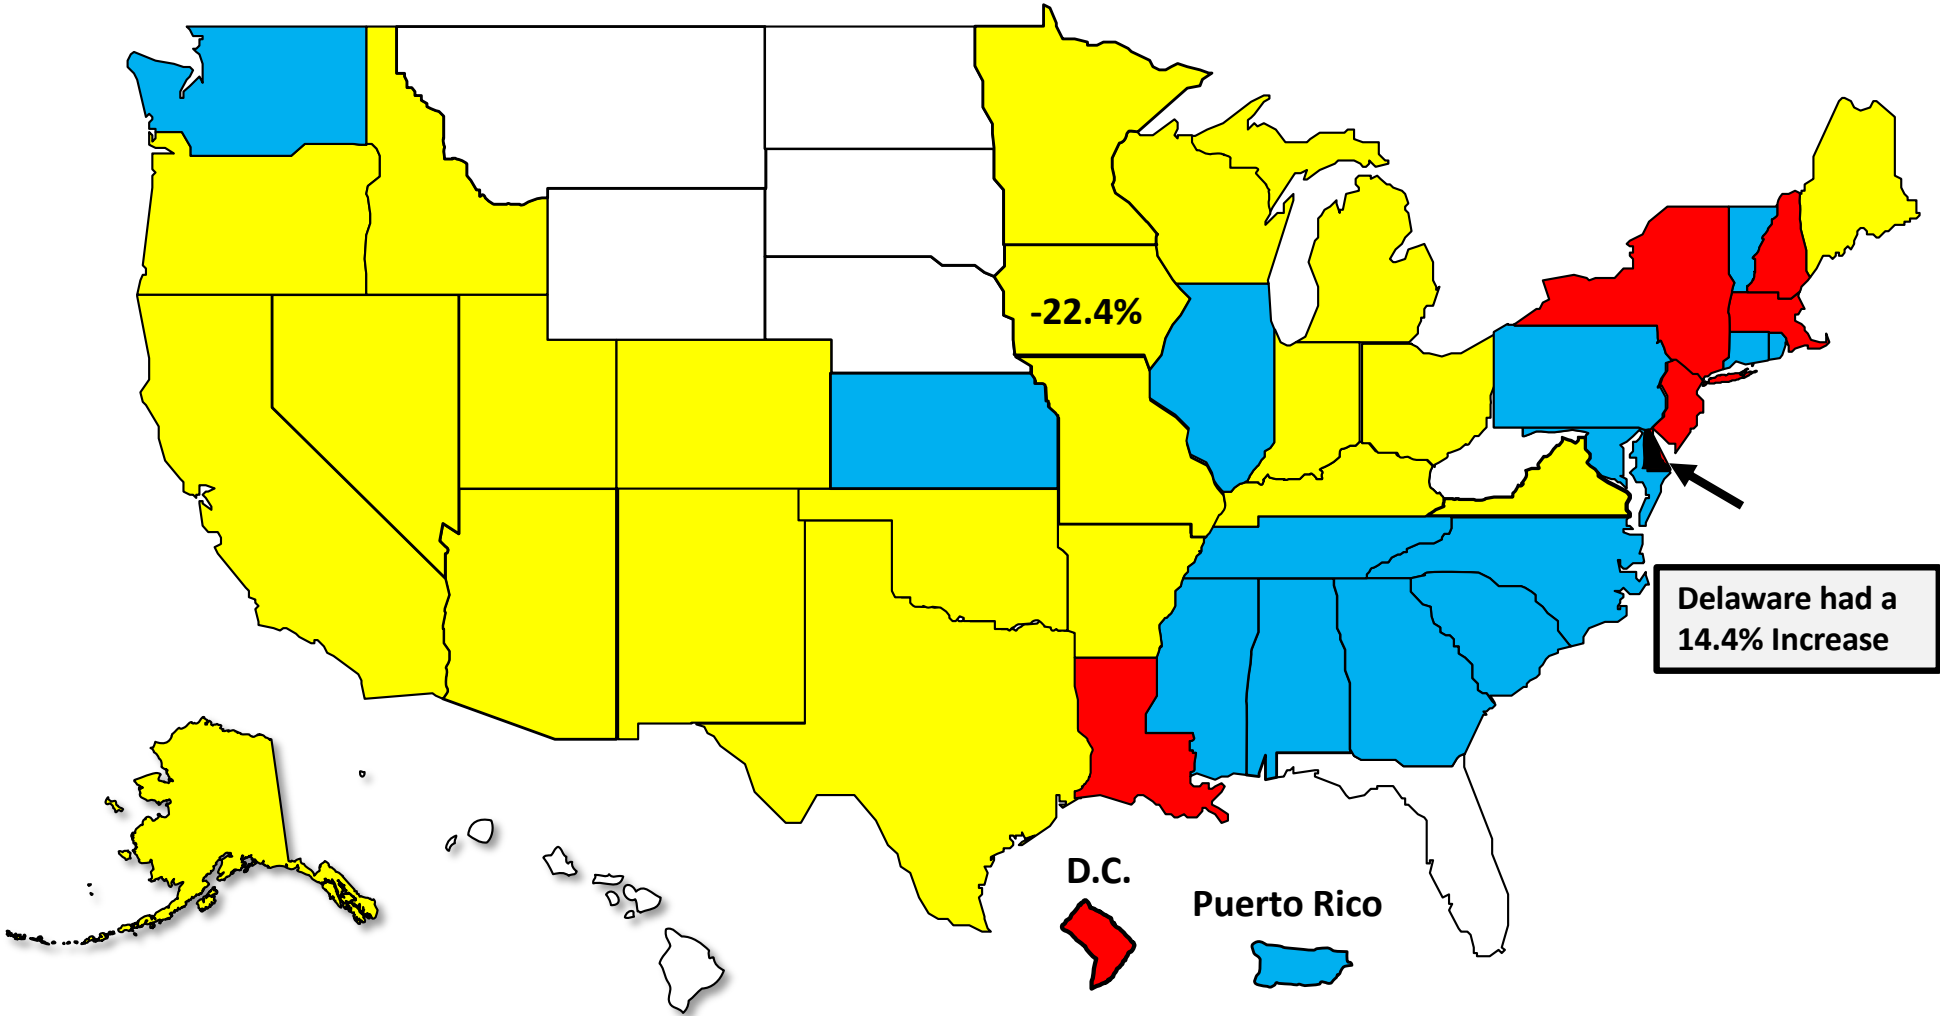 -22.4%
Delaware had a
14.4% Increase
D.C.
Puerto Rico